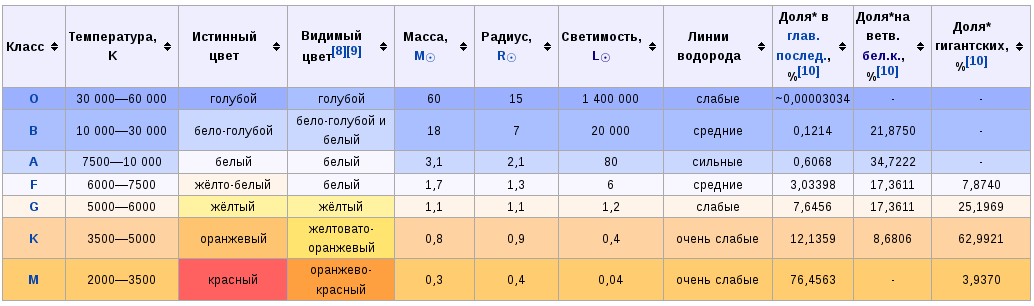 Класс Температура, К Истинный цвет Видимый цвет[8][9] Масса, M☉ Радиус, R☉ Светимость, L☉ Линии водорода Доля* в глав. послед., %[10] Доля*на ветв. бел.к., %[10] Доля* гигантских, %[10]
O 30 000—60 000 голубой голубой 60 15 1 400 000 слабые ~0,00003034 - -
B 10 000—30 000 бело-голубой бело-голубой и белый 18 7 20 000 средние 0,1214 21,8750 -
A 7500—10 000 белый белый 3,1 2,1 80 сильные 0,6068 34,7222 -
F 6000—7500 жёлто-белый белый 1,7 1,3 6 средние 3,03398 17,3611 7,8740
G 5000—6000 жёлтый жёлтый 1,1 1,1 1,2 слабые 7,6456 17,3611 25,1969
K 3500—5000 оранжевый желтовато-оранжевый 0,8 0,9 0,4 очень слабые 12,1359 8,6806 62,9921
M 2000—3500 красный оранжево-красный 0,3 0,4 0,04 очень слабые 76,4563 - 3,9370